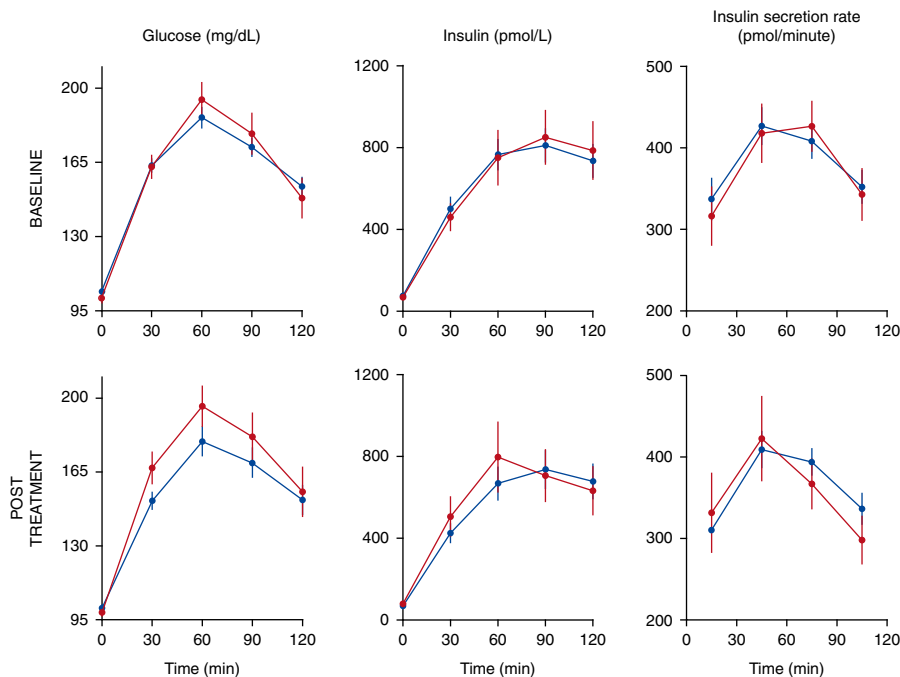 Glucose (mg/dL)
Insulin (pmol/L)
Insulin secretion rate
(pmol/minute)
BASELINE
200
165
130
95
0 30 60 90 120
1200
800
400
0
0 30 60 90 120
500
400
300
200
0 30 60 90 120
POST
TREATMENT
200
165
130
95
0 30 60 90 120
Time (min)
1200
800
400
0
0 30 60 90 120
Time (min)
500
400
300
200
0 30 60 90 120
Time (min)